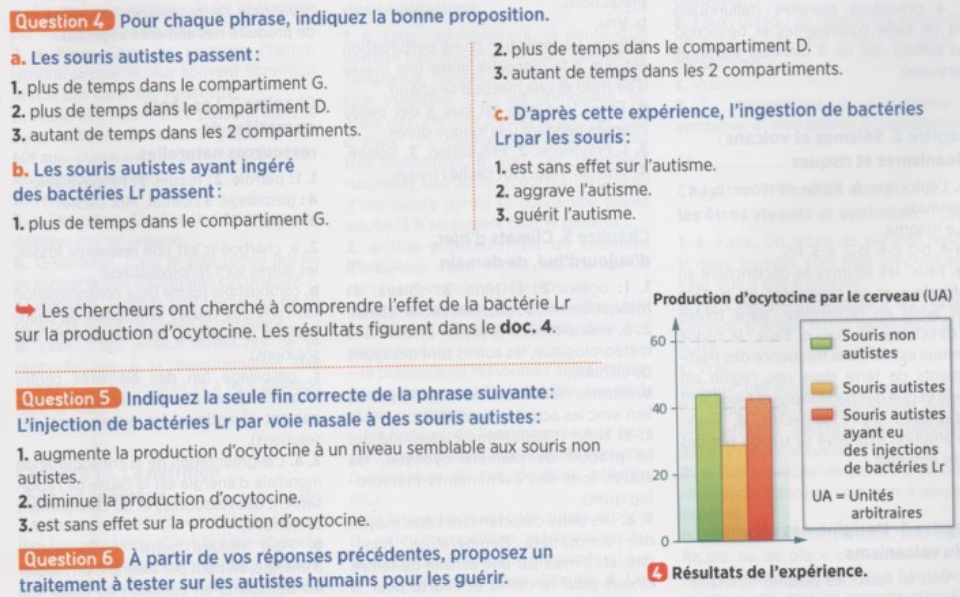 Question 4 Pour chaque phrase, indiquez la bonne proposition.
a. Les souris autistes passent :
1. plus de temps dans le compartiment G.
2. plus de temps dans le compartiment D.
3. autant de temps dans les 2 compartiments.
b. Les souris autistes ayant ingéré
des bactéries Lr passent :
1. plus de temps dans le compartiment G.
2. plus de temps dans le compartiment D.
3. autant de temps dans les 2 compartiments.
c. D'après cette expérience, l'ingestion de bactéries
Lr par les souris :
1. est sans effet sur l'autisme.
2. aggrave l'autisme.
3. guérit l'autisme.
➥ Les chercheurs ont cherché à comprendre l'effet de la bactérie Lr
sur la production d'ocytocine. Les résultats figurent dans le doc. 4.
Question 5 Indiquez la seule fin correcte de la phrase suivante :
L'injection de bactéries Lr par voie nasale à des souris autistes :
1. augmente la production d'ocytocine à un niveau semblable aux souris non
autistes.
2. diminue la production d'ocytocine.
3. est sans effet sur la production d'ocytocine.
Question 6 À partir de vos réponses précédentes, proposez un
traitement à tester sur les autistes humains pour les guérir.
Production d'ocytocine par le cerveau (UA)
60
40
20
0
Souris non
autistes
Souris autistes
Souris autistes
ayant eu
des injections
de bactéries Lr
UA = Unités
arbitraires
4 Résultats de l'expérience.